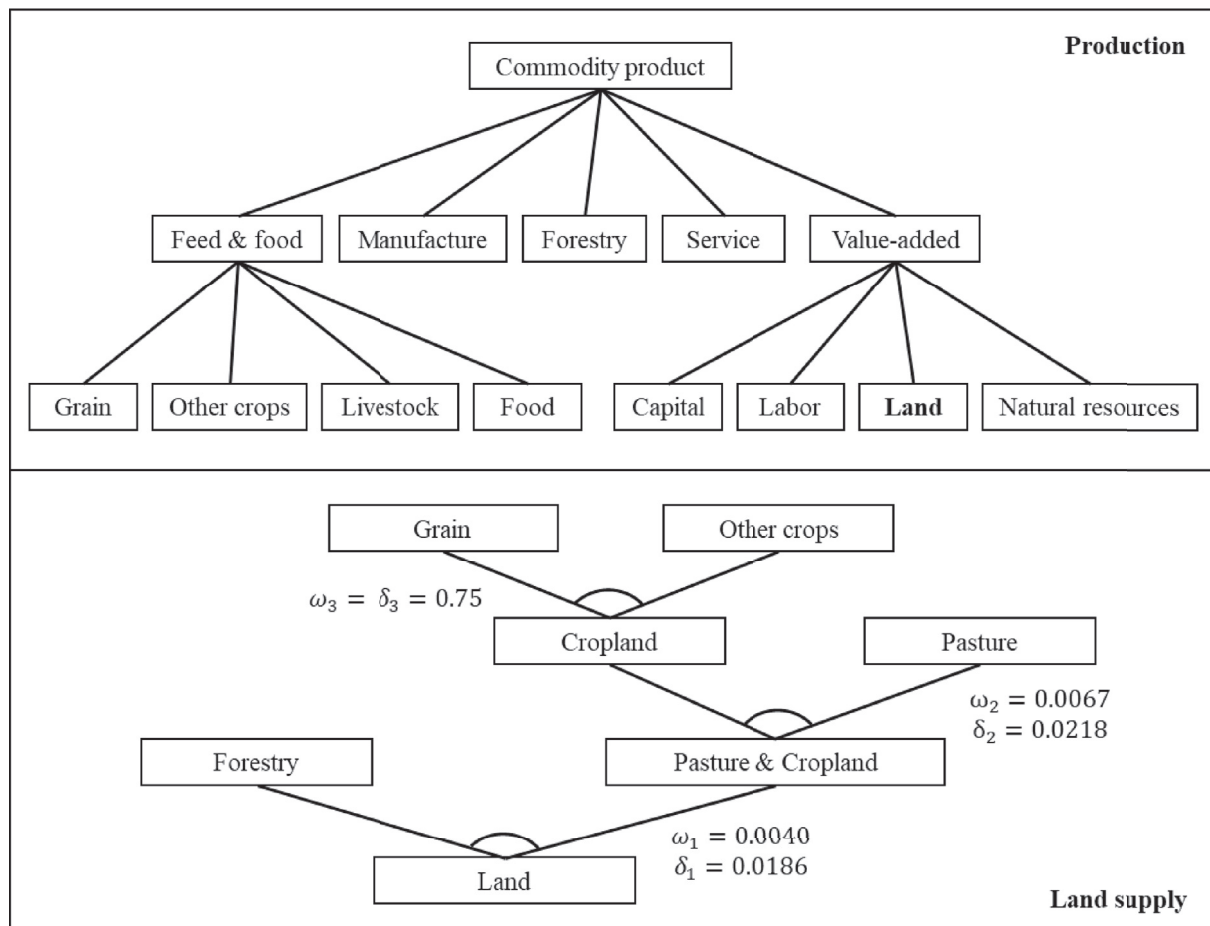 Production
Commodity product
Feed & food
Manufacture
Forestry
Service
Value-added
Grain
Other crops
Livestock
Food
Capital
Labor
Land
Natural resources
Grain
Other crops
ω₃ = δ₃ = 0.75
Cropland
Pasture
ω₂ = 0.0067
δ₂ = 0.0218
Forestry
Pasture & Cropland
ω₁ = 0.0040
δ₁ = 0.0186
Land
Land supply